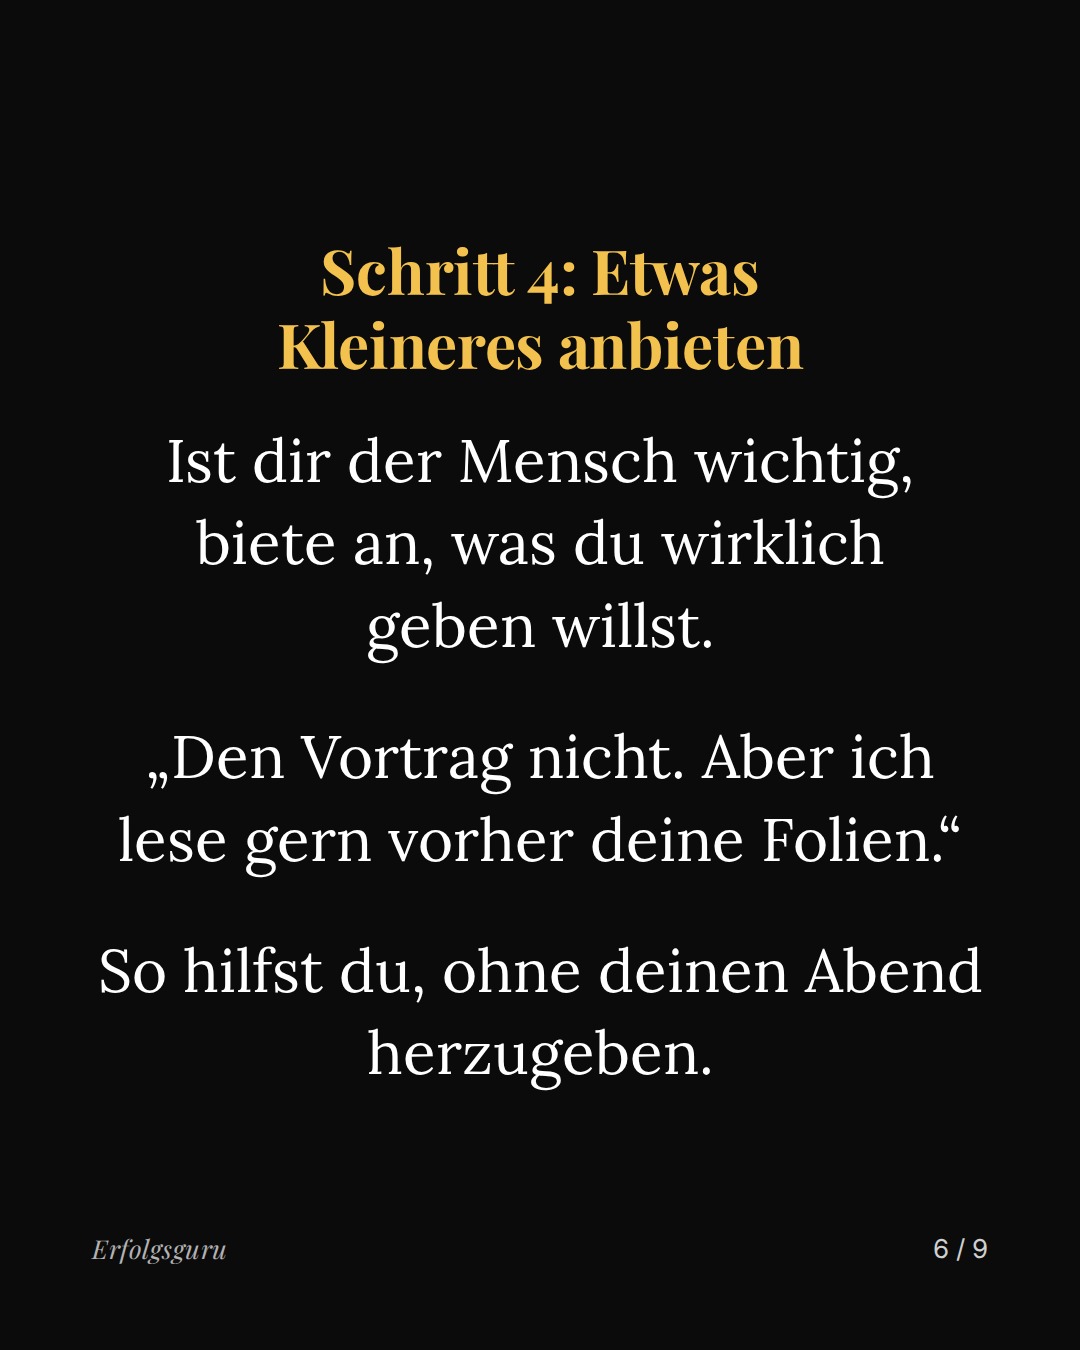 Schritt 4: Etwas
Kleineres anbieten
Ist dir der Mensch wichtig,
biete an, was du wirklich
geben willst.
„Den Vortrag nicht. Aber ich
lese gern vorher deine Folien.“
So hilfst du, ohne deinen Abend
herzugeben.
Erfolgsguru
6 / 9